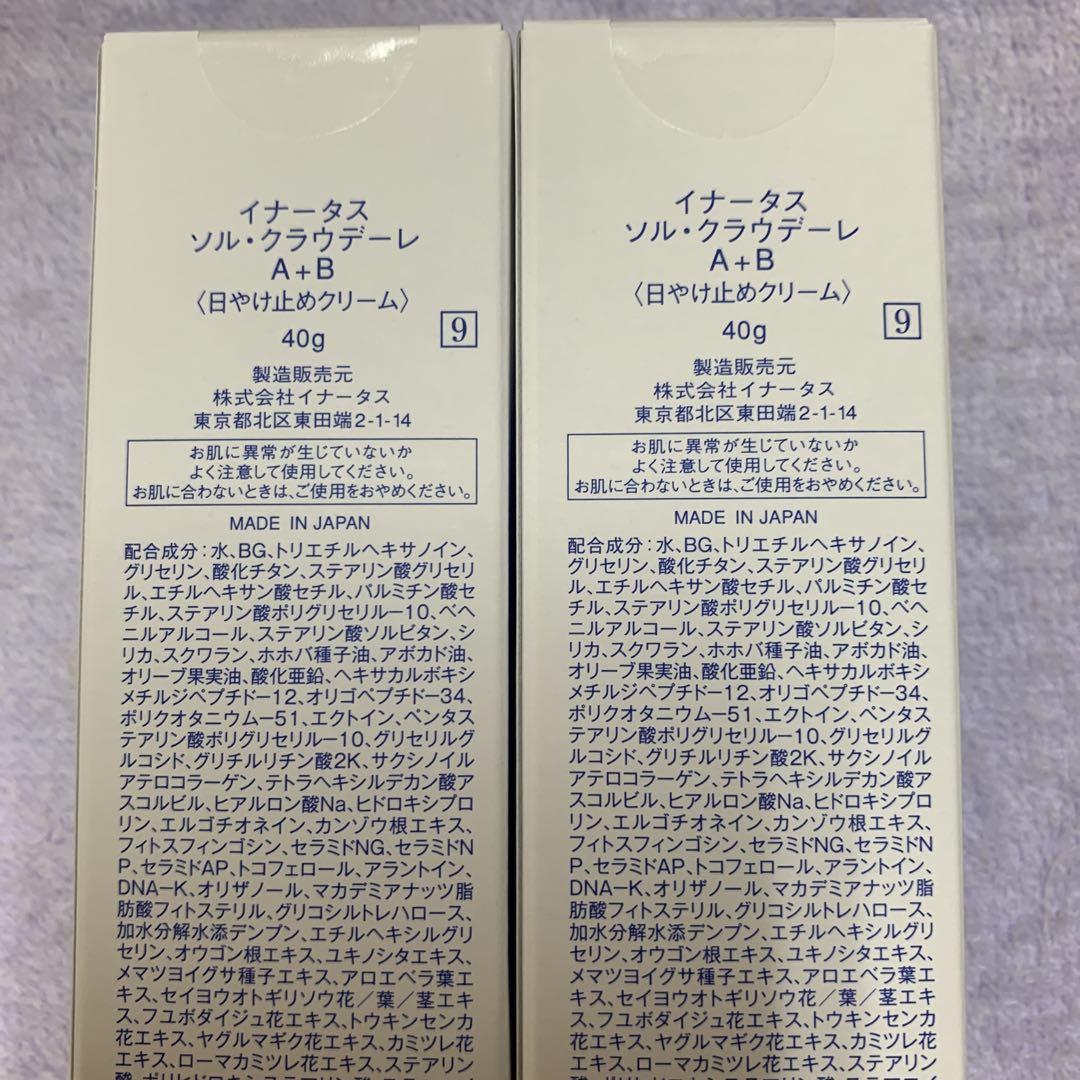 イナータス
ソル・クラウデーレ
A+B
〈日やけ止めクリーム〉
40g
9
製造販売元
株式会社イナータス
東京都北区東田端2-1-14
お肌に異常が生じていないか
よく注意して使用してください。
お肌に合わないときは、ご使用をおやめください。
MADE IN JAPAN
配合成分：水、BG、トリエチルヘキサノイン、
グリセリン、酸化チタン、ステアリン酸グリセリ
ル、エチルヘキサン酸セチル、パルミチン酸セ
チル、ステアリン酸ポリグリセリル－10、ベヘ
ニルアルコール、ステアリン酸ソルビタン、シ
リカ、スクワラン、ホホバ種子油、アボカド油、
オリーブ果実油、酸化亜鉛、ヘキサカルボキシ
メチルジペプチド－12、オリゴペプチド－34、
ポリクオタニウム－51、エクトイン、ペンタス
テアリン酸ポリグリセリル－10、グリセリルグ
ルコシド、グリチルリチン酸2K、サクシノイル
アテロコラーゲン、テトラヘキシルデカン酸ア
スコルビル、ヒアルロン酸Na、ヒドロキシプロ
リン、エルゴチオネイン、カンゾウ根エキス、
フィトスフィンゴシン、セラミドNG、セラミドN
P、セラミドAP、トコフェロール、アラントイン、
DNA－K、オリザノール、マカデミアナッツ脂
肪酸フィトステリル、グリコシルトレハロース、
加水分解水添デンプン、エチルヘキシルグリ
セリン、オウゴン根エキス、ユキノシタエキス、
メマツヨイグサ種子エキス、アロエベラ葉エ
キス、セイヨウオトギリソウ花／葉／茎エキ
ス、フユボダイジュ花エキス、トウキンセンカ
花エキス、ヤグルマギク花エキス、カミツレ花
エキス、ローマカミツレ花エキス、ステアリン
イナータス
ソル・クラウデーレ
A+B
〈日やけ止めクリーム〉
40g
9
製造販売元
株式会社イナータス
東京都北区東田端2-1-14
お肌に異常が生じていないか
よく注意して使用してください。
お肌に合わないときは、ご使用をおやめください。
MADE IN JAPAN
配合成分：水、BG、トリエチルヘキサノイン、
グリセリン、酸化チタン、ステアリン酸グリセリ
ル、エチルヘキサン酸セチル、パルミチン酸セ
チル、ステアリン酸ポリグリセリル－10、ベヘ
ニルアルコール、ステアリン酸ソルビタン、シ
リカ、スクワラン、ホホバ種子油、アボカド油、
オリーブ果実油、酸化亜鉛、ヘキサカルボキシ
メチルジペプチド－12、オリゴペプチド－34、
ポリクオタニウム－51、エクトイン、ペンタス
テアリン酸ポリグリセリル－10、グリセリルグ
ルコシド、グリチルリチン酸2K、サクシノイル
アテロコラーゲン、テトラヘキシルデカン酸ア
スコルビル、ヒアルロン酸Na、ヒドロキシプロ
リン、エルゴチオネイン、カンゾウ根エキス、
フィトスフィンゴシン、セラミドNG、セラミドN
P、セラミドAP、トコフェロール、アラントイン、
DNA－K、オリザノール、マカデミアナッツ脂
肪酸フィトステリル、グリコシルトレハロース、
加水分解水添デンプン、エチルヘキシルグリ
セリン、オウゴン根エキス、ユキノシタエキス、
メマツヨイグサ種子エキス、アロエベラ葉エ
キス、セイヨウオトギリソウ花／葉／茎エキ
ス、フユボダイジュ花エキス、トウキンセンカ
花エキス、ヤグルマギク花エキス、カミツレ花
エキス、ローマカミツレ花エキス、ステアリン